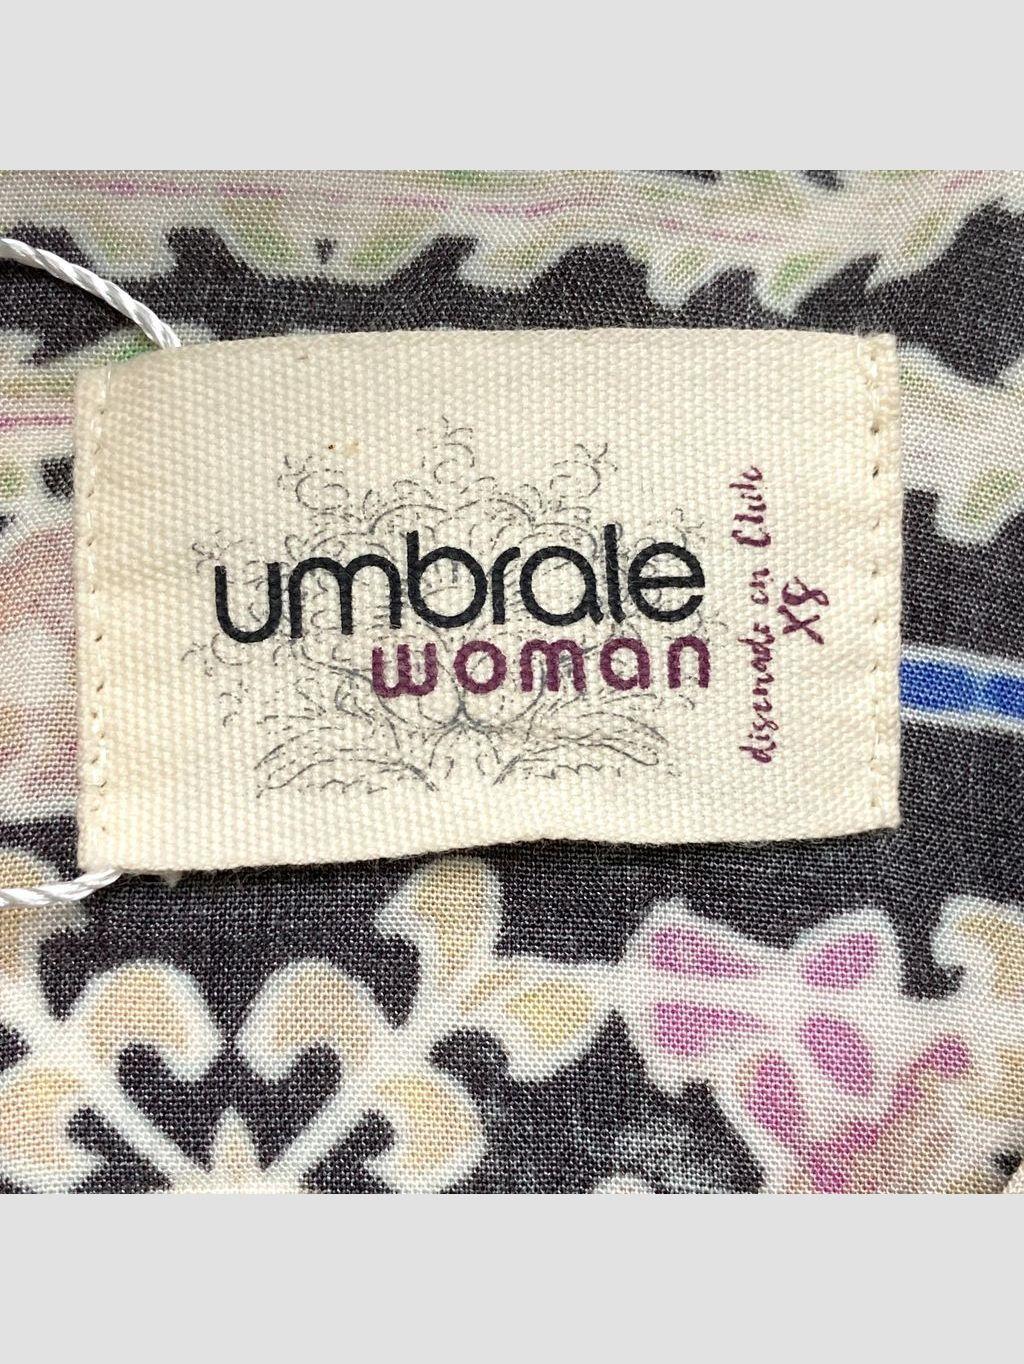 umbrale
woman
diseñado en Chile
XS